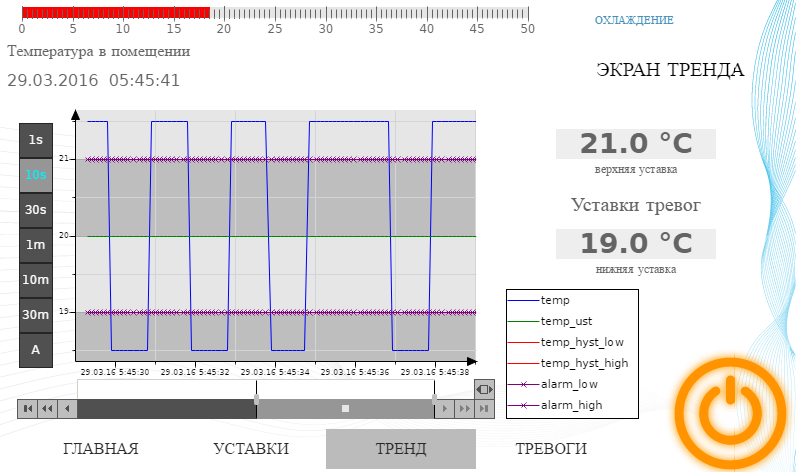 0 5 10 15 20 25 30 35 40 45 50
ОХЛАЖДЕНИЕ
Температура в помещении
ЭКРАН ТРЕНДА
29.03.2016 05:45:41
1s
10s
30s
1m
10m
30m
A
21
20
19
29.03.16 5:45:30 29.03.16 5:45:32 29.03.16 5:45:34 29.03.16 5:45:36 29.03.16 5:45:38
21.0 °C
верхняя уставка
Уставки тревог
19.0 °C
нижняя уставка
temp
temp_ust
temp_hyst_low
temp_hyst_high
alarm_low
alarm_high
ГЛАВНАЯ УСТАВКИ ТРЕНД ТРЕВОГИ